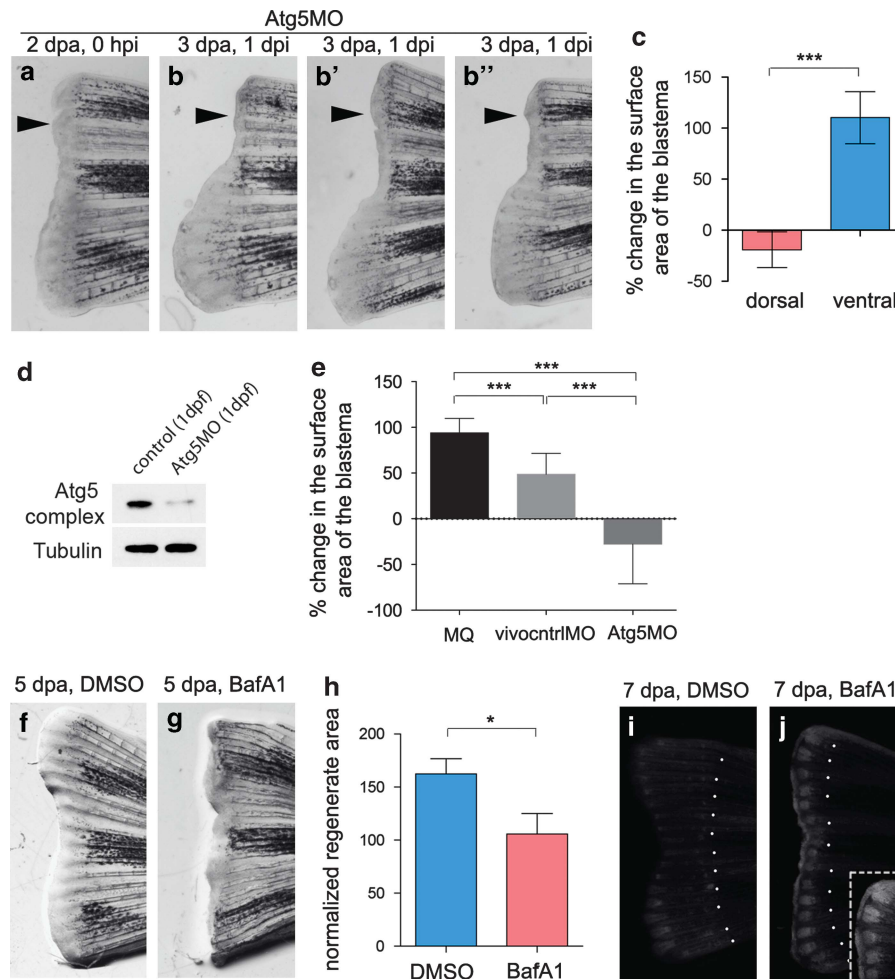 Atg5MO
2 dpa, 0 hpi
3 dpa, 1 dpi
3 dpa, 1 dpi
3 dpa, 1 dpi
a
b
b’
b’’
c
% change in the surface
area of the blastema
150
100
50
0
-50
***
dorsal
ventral
d
control (1dpf)
Atg5MO (1dpf)
Atg5
complex
Tubulin
e
% change in the surface
area of the blastema
150
100
50
0
-50
-100
***
***
***
MQ
vivocntrlMO
Atg5MO
5 dpa, DMSO
5 dpa, BafA1
f
g
h
normalized regenerate area
200
150
100
50
0
*
DMSO
BafA1
7 dpa, DMSO
7 dpa, BafA1
i
j